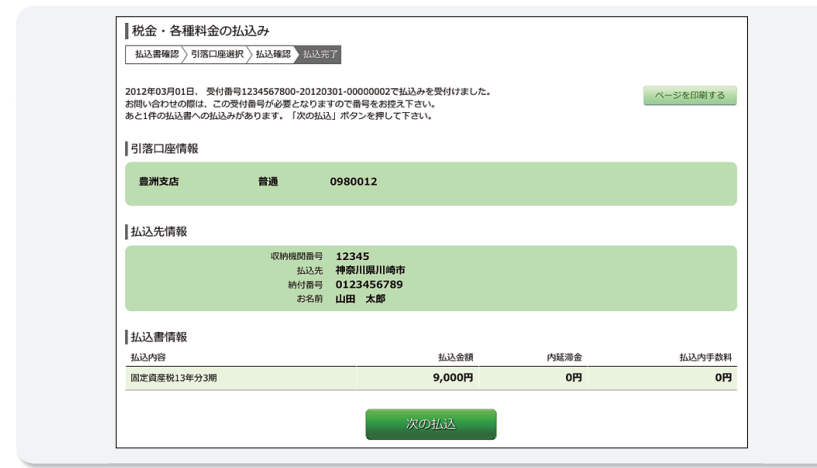 税金・各種料金の払込み
払込書確認 引落口座選択 払込確認 払込完了
2012年03月01日、 受付番号1234567800-20120301-00000002で払込みを受付けました。
お問い合わせの際は、この受付番号が必要となりますので番号をお控え下さい。
あと1件の払込書への払込みがあります。「次の払込」ボタンを押して下さい。
ページを印刷する
引落口座情報
豊洲支店 普通 0980012
払込先情報
収納機関番号 12345
払込先 神奈川県川崎市
納付番号 0123456789
お名前 山田 太郎
払込書情報
払込内容 払込金額 内延滞金 払込内手数料
固定資産税13年分3期 9,000円 0円 0円
次の払込